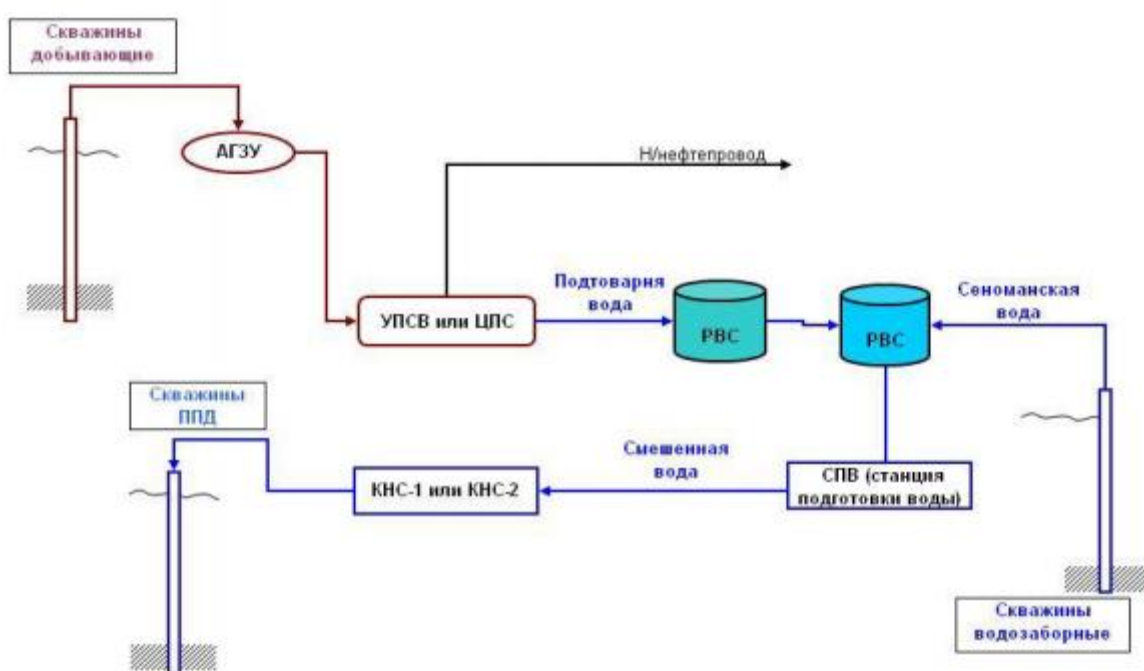 Скважины
добывающие
АГЗУ
Н/нефтепровод
УПСВ или ЦПС
Подтоварня
вода
РВС
РВС
Сеноманская
вода
Скважины
ППД
КНС-1 или КНС-2
Смешенная
вода
СПВ (станция
подготовки воды)
Скважины
водозаборные